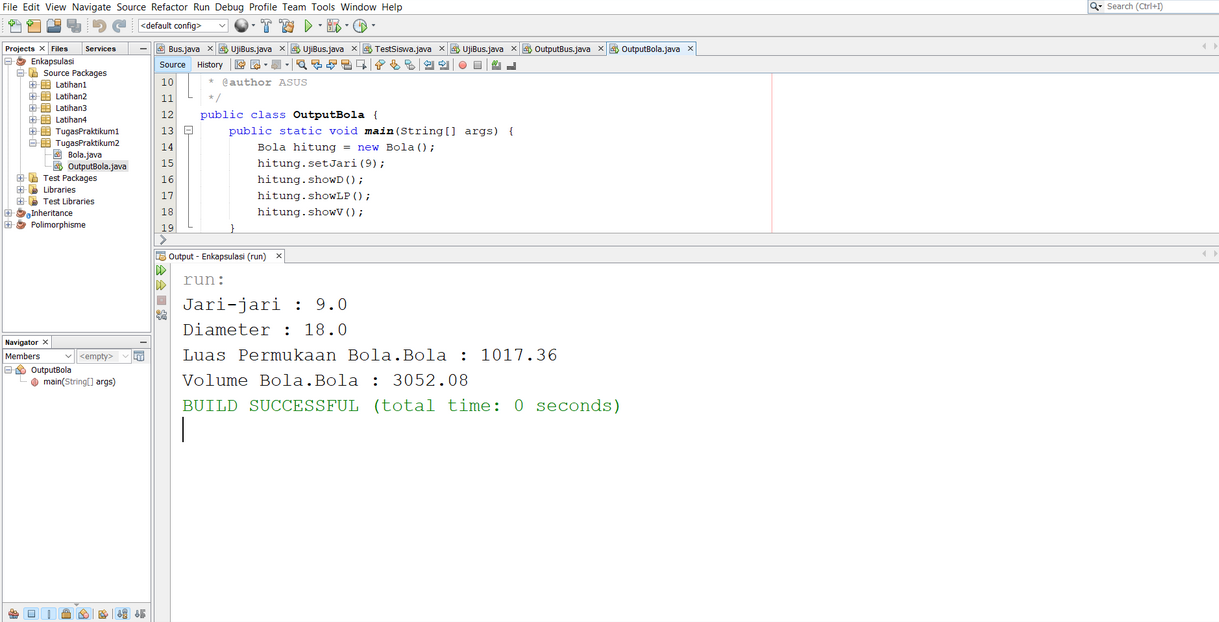 File Edit View Navigate Source Refactor Run Debug Profile Team Tools Window Help
Search (Ctrl+I)
<default config>
Projects Files Services
Enkapsulasi
Source Packages
Latihan1
Latihan2
Latihan3
Latihan4
TugasPraktikum1
TugasPraktikum2
Bola.java
OutputBola.java
Test Packages
Libraries
Test Libraries
Inheritance
Polimorphisme
Bus.java UjiBus.java UjiBus.java TestSiswa.java UjiBus.java OutputBus.java OutputBola.java
Source History
10 * @author ASUS
11 */
12 public class OutputBola {
13 public static void main(String[] args) {
14 Bola hitung = new Bola();
15 hitung.setJari(9);
16 hitung.showD();
17 hitung.showLP();
18 hitung.showV();
19 }
Output - Enkapsulasi (run)
run:
Jari-jari : 9.0
Diameter : 18.0
Luas Permukaan Bola.Bola : 1017.36
Volume Bola.Bola : 3052.08
BUILD SUCCESSFUL (total time: 0 seconds)
Navigator
Members <empty>
OutputBola
main(String[] args)